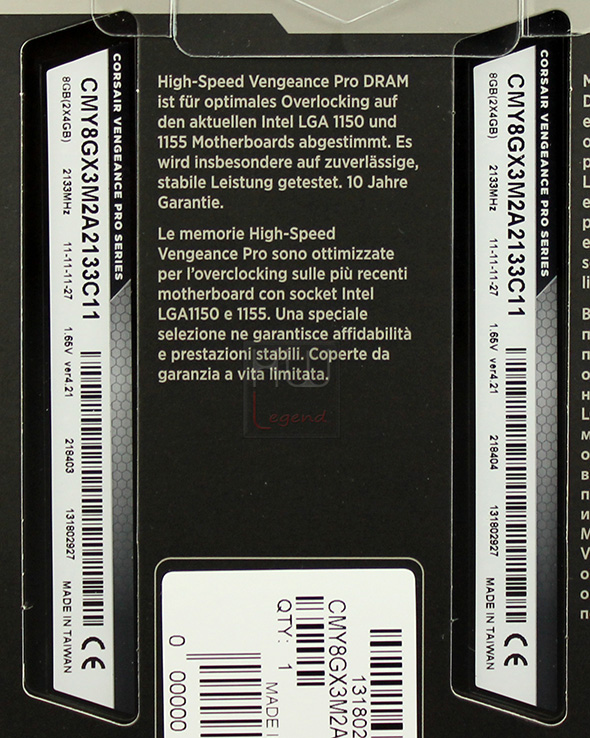 CORSAIR VENGEANCE PRO SERIES
CMY8GX3M2A2133C11
8GB(2X4GB) 2133MHz 11-11-11-27 1.65V ver4.21 218403 131802927 MADE IN TAIWAN
CE
High-Speed Vengeance Pro DRAM
ist für optimales Overlocking auf
den aktuellen Intel LGA 1150 und
1155 Motherboards abgestimmt. Es
wird insbesondere auf zuverlässige,
stabile Leistung getestet. 10 Jahre
Garantie.
Le memorie High-Speed
Vengeance Pro sono ottimizzate
per l'overclocking sulle più recenti
motherboard con socket Intel
LGA1150 e 1155. Una speciale
selezione ne garantisce affidabilità
e prestazioni stabili. Coperte da
garanzia a vita limitata.
Legend
CORSAIR VENGEANCE PRO SERIES
CMY8GX3M2A2133C11
8GB(2X4GB) 2133MHz 11-11-11-27 1.65V ver4.21 218404 131802927 MADE IN TAIWAN
CE
131802
CMY8GX3M2A
QTY: 1 MADE
0 00000